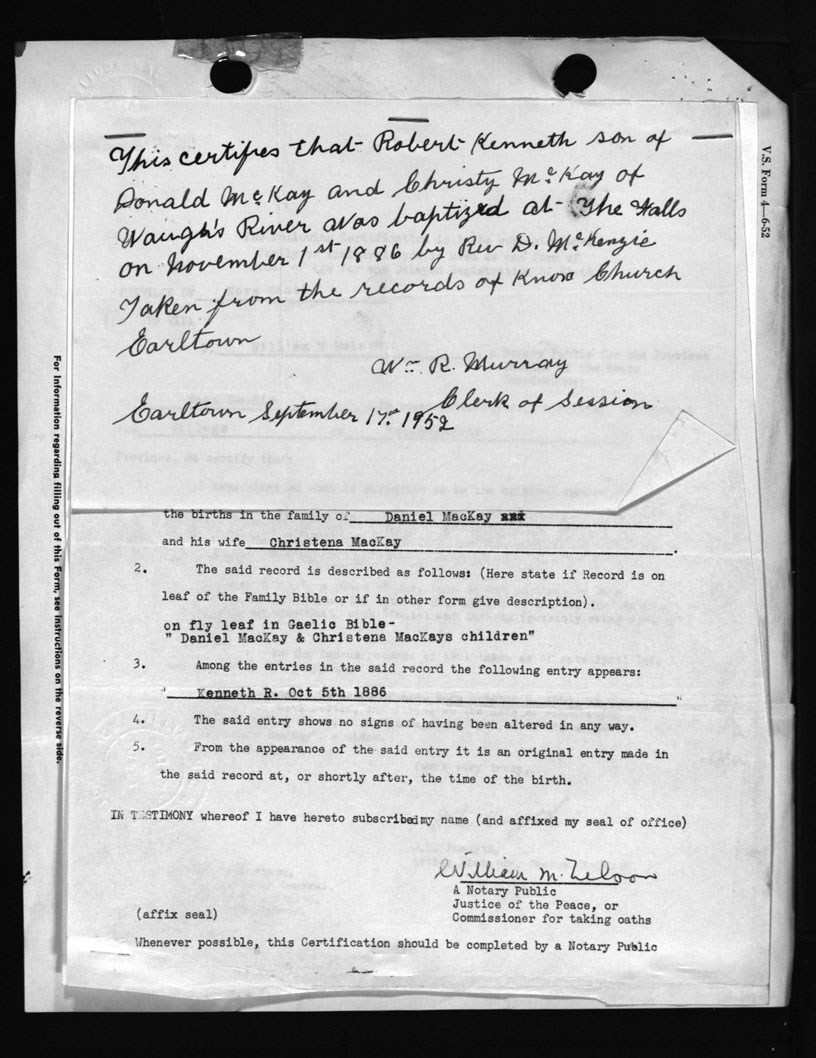 This certifies that Robert Kenneth son of
Donald McKay and Christy McKay of
Waugh's River was baptized at The Falls
on November 1st 1886 by Rev D. McKenzie
Taken from the records of Knox Church
Earltown
Wm R. Murray
Clerk of Session
Earltown September 17th 1952
the births in the family of Daniel MacKay
and his wife Christena MacKay.
2. The said record is described as follows: (Here state if Record is on
leaf of the Family Bible or if in other form give description).
on fly leaf in Gaelic Bible-
" Daniel MacKay & Christena MacKays children"
3. Among the entries in the said record the following entry appears:
" Kenneth R. Oct 5th 1886 "
4. The said entry shows no signs of having been altered in any way.
5. From the appearance of the said entry it is an original entry made in
the said record at, or shortly after, the time of the birth.
IN TESTIMONY whereof I have hereto subscribed my name (and affixed my seal of office)
William M. Nelson
A Notary Public
Justice of the Peace, or
(affix seal) Commissioner for taking oaths
Whenever possible, this Certification should be completed by a Notary Public
For Information regarding filling out of this Form, see Instructions on the reverse side.
V.S. Form 4—6-52